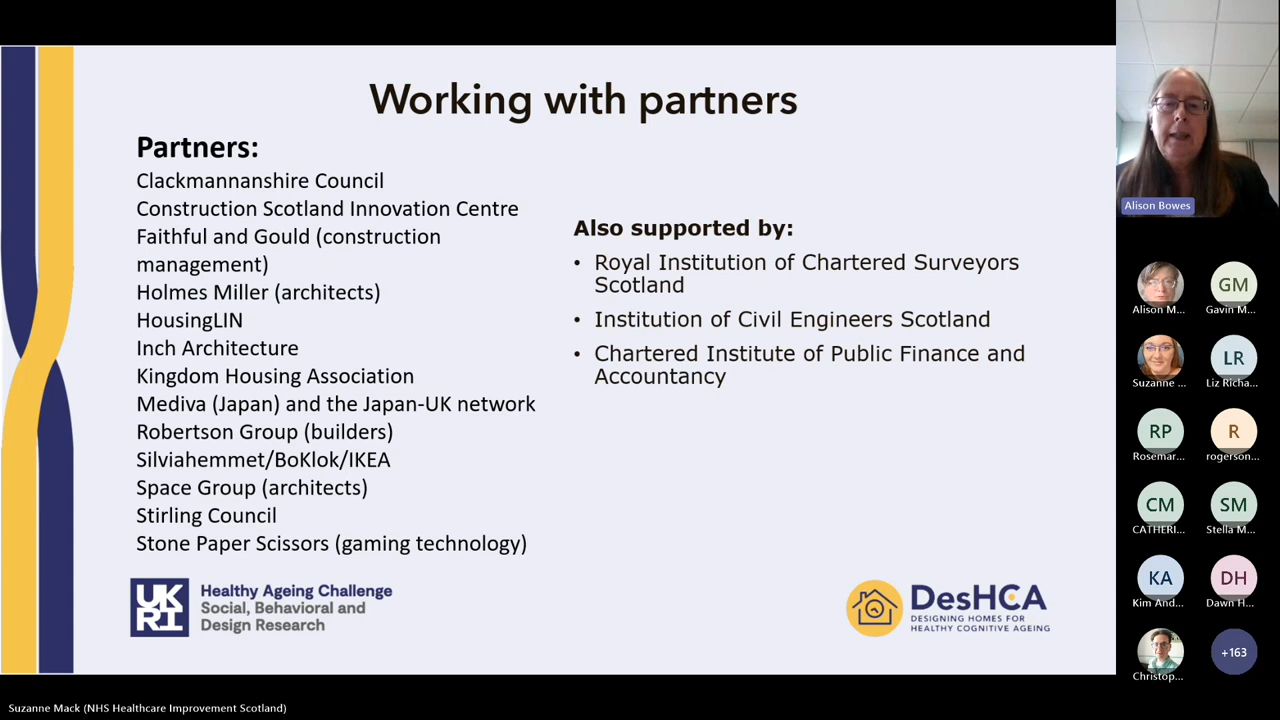 Working with partners
Partners:
Clackmannanshire Council
Construction Scotland Innovation Centre
Faithful and Gould (construction
management)
Holmes Miller (architects)
HousingLIN
Inch Architecture
Kingdom Housing Association
Mediva (Japan) and the Japan-UK network
Robertson Group (builders)
Silviahemmet/BoKlok/IKEA
Space Group (architects)
Stirling Council
Stone Paper Scissors (gaming technology)
Also supported by:
• Royal Institution of Chartered Surveyors
Scotland
• Institution of Civil Engineers Scotland
• Chartered Institute of Public Finance and
Accountancy
UK
RI
Healthy Ageing Challenge
Social, Behavioral and
Design Research
DesHCA
DESIGNING HOMES FOR
HEALTHY COGNITIVE AGEING
Alison Bowes
Alison M...
GM
Gavin M...
Suzanne ...
LR
Liz Richa...
RP
Rosemar...
R
rogerson...
CM
CATHERI...
SM
Stella M...
KA
Kim And...
DH
Dawn H...
Christop...
+163
Suzanne Mack (NHS Healthcare Improvement Scotland)